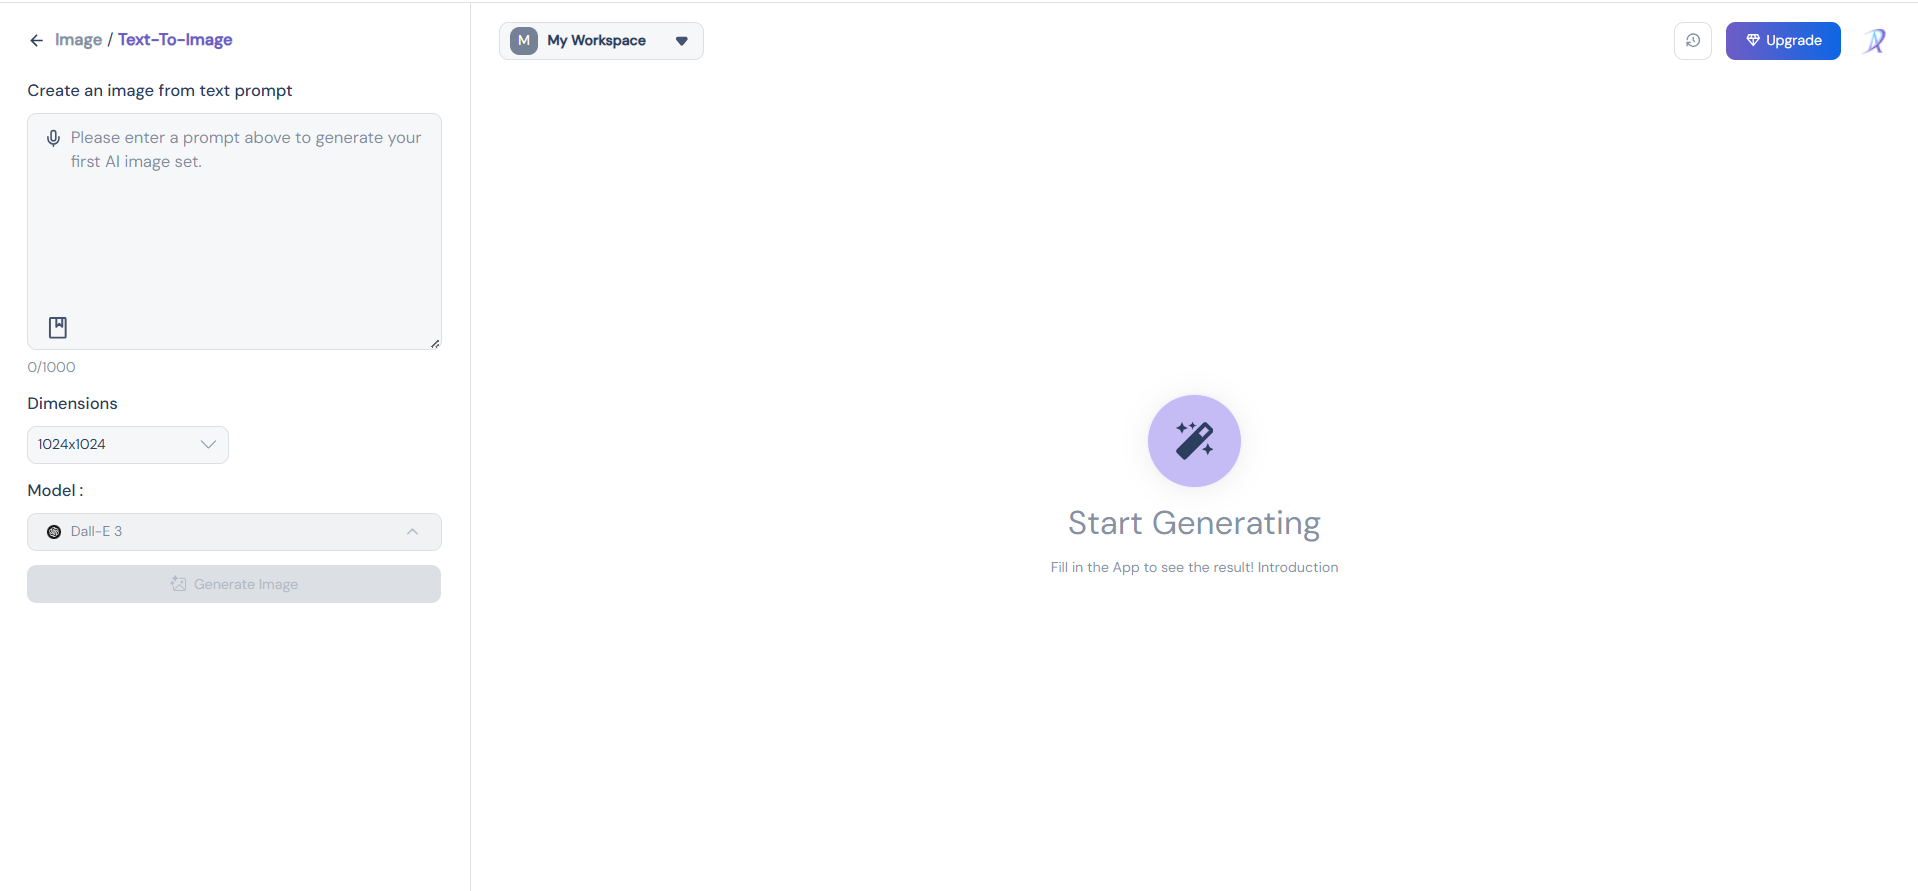 Image / Text-To-Image
Create an image from text prompt
Please enter a prompt above to generate your
first AI image set.
0/1000
Dimensions
1024x1024
Model :
Dall-E 3
Generate Image
M My Workspace
Upgrade
Start Generating
Fill in the App to see the result! Introduction